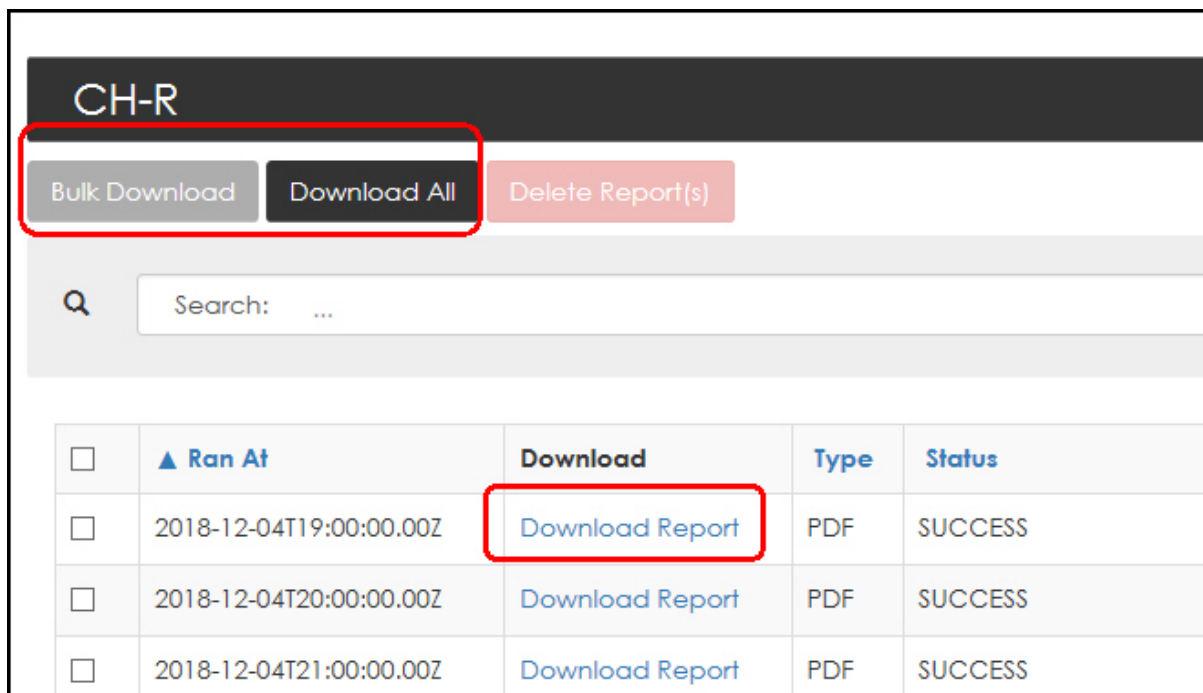 CH-R
Bulk Download Download All Delete Report(s)
Search: ...
▲ Ran At Download Type Status
2018-12-04T19:00:00.00Z Download Report PDF SUCCESS
2018-12-04T20:00:00.00Z Download Report PDF SUCCESS
2018-12-04T21:00:00.00Z Download Report PDF SUCCESS